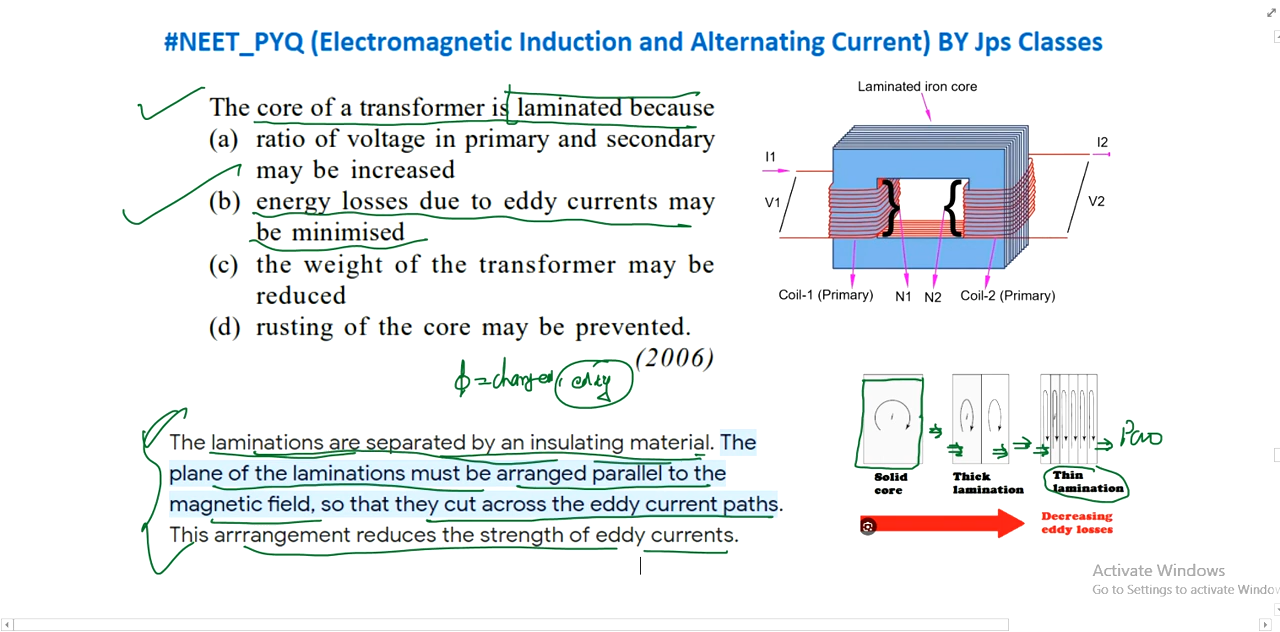 #NEET_PYQ (Electromagnetic Induction and Alternating Current) BY Jps Classes
The core of a transformer is laminated because
(a) ratio of voltage in primary and secondary
may be increased
(b) energy losses due to eddy currents may
be minimised
(c) the weight of the transformer may be
reduced
(d) rusting of the core may be prevented.
(2006)
Laminated iron core
I1
I2
V1
V2
Coil-1 (Primary)
N1
N2
Coil-2 (Primary)
eddy
The laminations are separated by an insulating material. The
plane of the laminations must be arranged parallel to the
magnetic field, so that they cut across the eddy current paths.
This arrrangement reduces the strength of eddy currents.
Solid
core
Thick
lamination
Thin
lamination
Decreasing
eddy losses
Activate Windows
Go to Settings to activate Windo